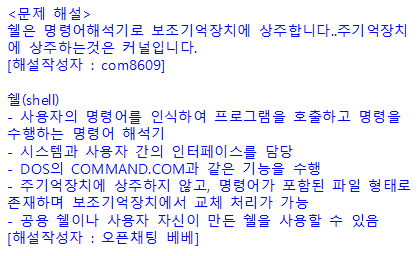 <문제 해설>
쉘은 명령어해석기로 보조기억장치에 상주합니다..주기억장치
에 상주하는것은 커널입니다.
[해설작성자 : com8609]
쉘(shell)
- 사용자의 명령어를 인식하여 프로그램을 호출하고 명령을
수행하는 명령어 해석기
- 시스템과 사용자 간의 인터페이스를 담당
- DOS의 COMMAND.COM과 같은 기능을 수행
- 주기억장치에 상주하지 않고, 명령어가 포함된 파일 형태로
존재하며 보조기억장치에서 교체 처리가 가능
- 공용 쉘이나 사용자 자신이 만든 쉘을 사용할 수 있음
[해설작성자 : 오픈채팅 베베]